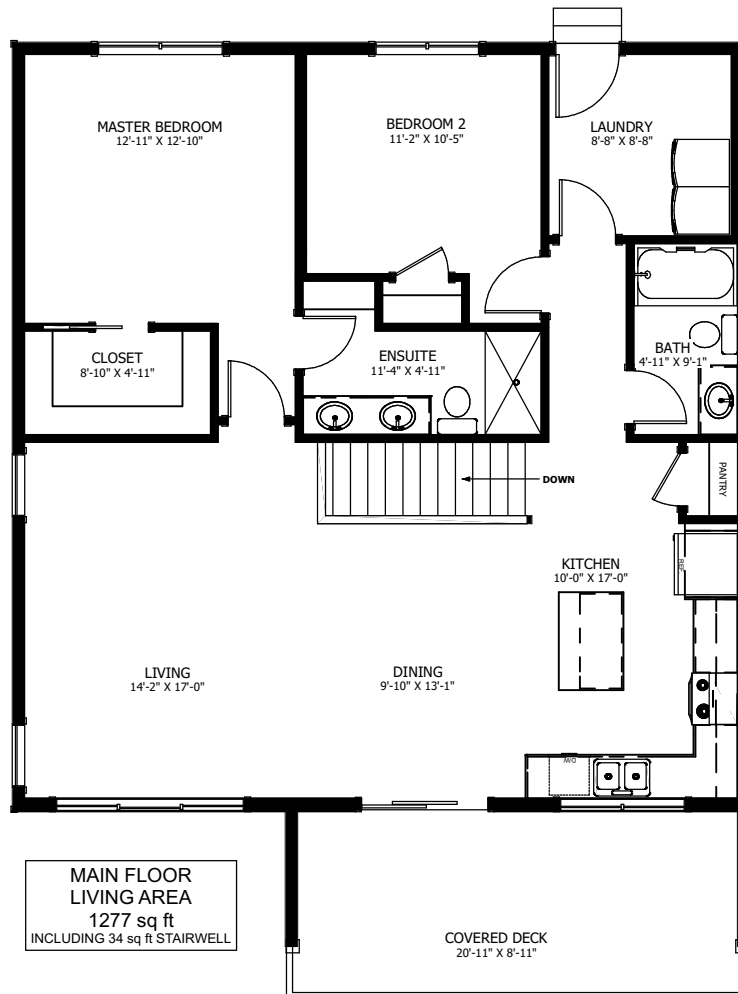 MASTER BEDROOM
12'-11" X 12'-10"
BEDROOM 2
11'-2" X 10'-5"
LAUNDRY
8'-8" X 8'-8"
CLOSET
8'-10" X 4'-11"
ENSUITE
11'-4" X 4'-11"
BATH
4'-11" X 9'-1"
DOWN
PANTRY
REF
KITCHEN
10'-0" X 17'-0"
LIVING
14'-2" X 17'-0"
DINING
9'-10" X 13'-1"
D/W
MAIN FLOOR
LIVING AREA
1277 sq ft
INCLUDING 34 sq ft STAIRWELL
COVERED DECK
20'-11" X 8'-11"